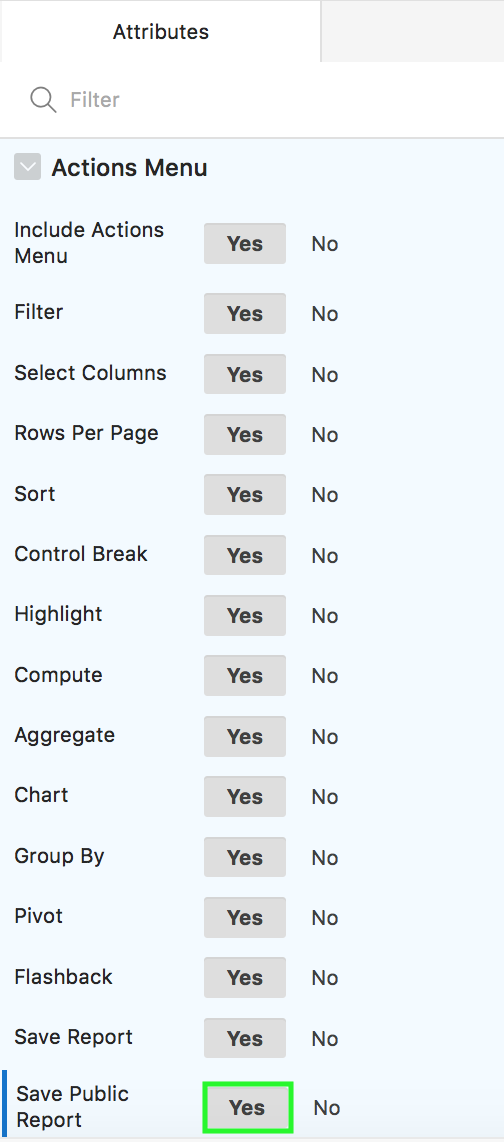 Attributes
Filter
Actions Menu
Include Actions
Menu
Yes No
Filter Yes No
Select Columns Yes No
Rows Per Page Yes No
Sort Yes No
Control Break Yes No
Highlight Yes No
Compute Yes No
Aggregate Yes No
Chart Yes No
Group By Yes No
Pivot Yes No
Flashback Yes No
Save Report Yes No
Save Public
Report
Yes No